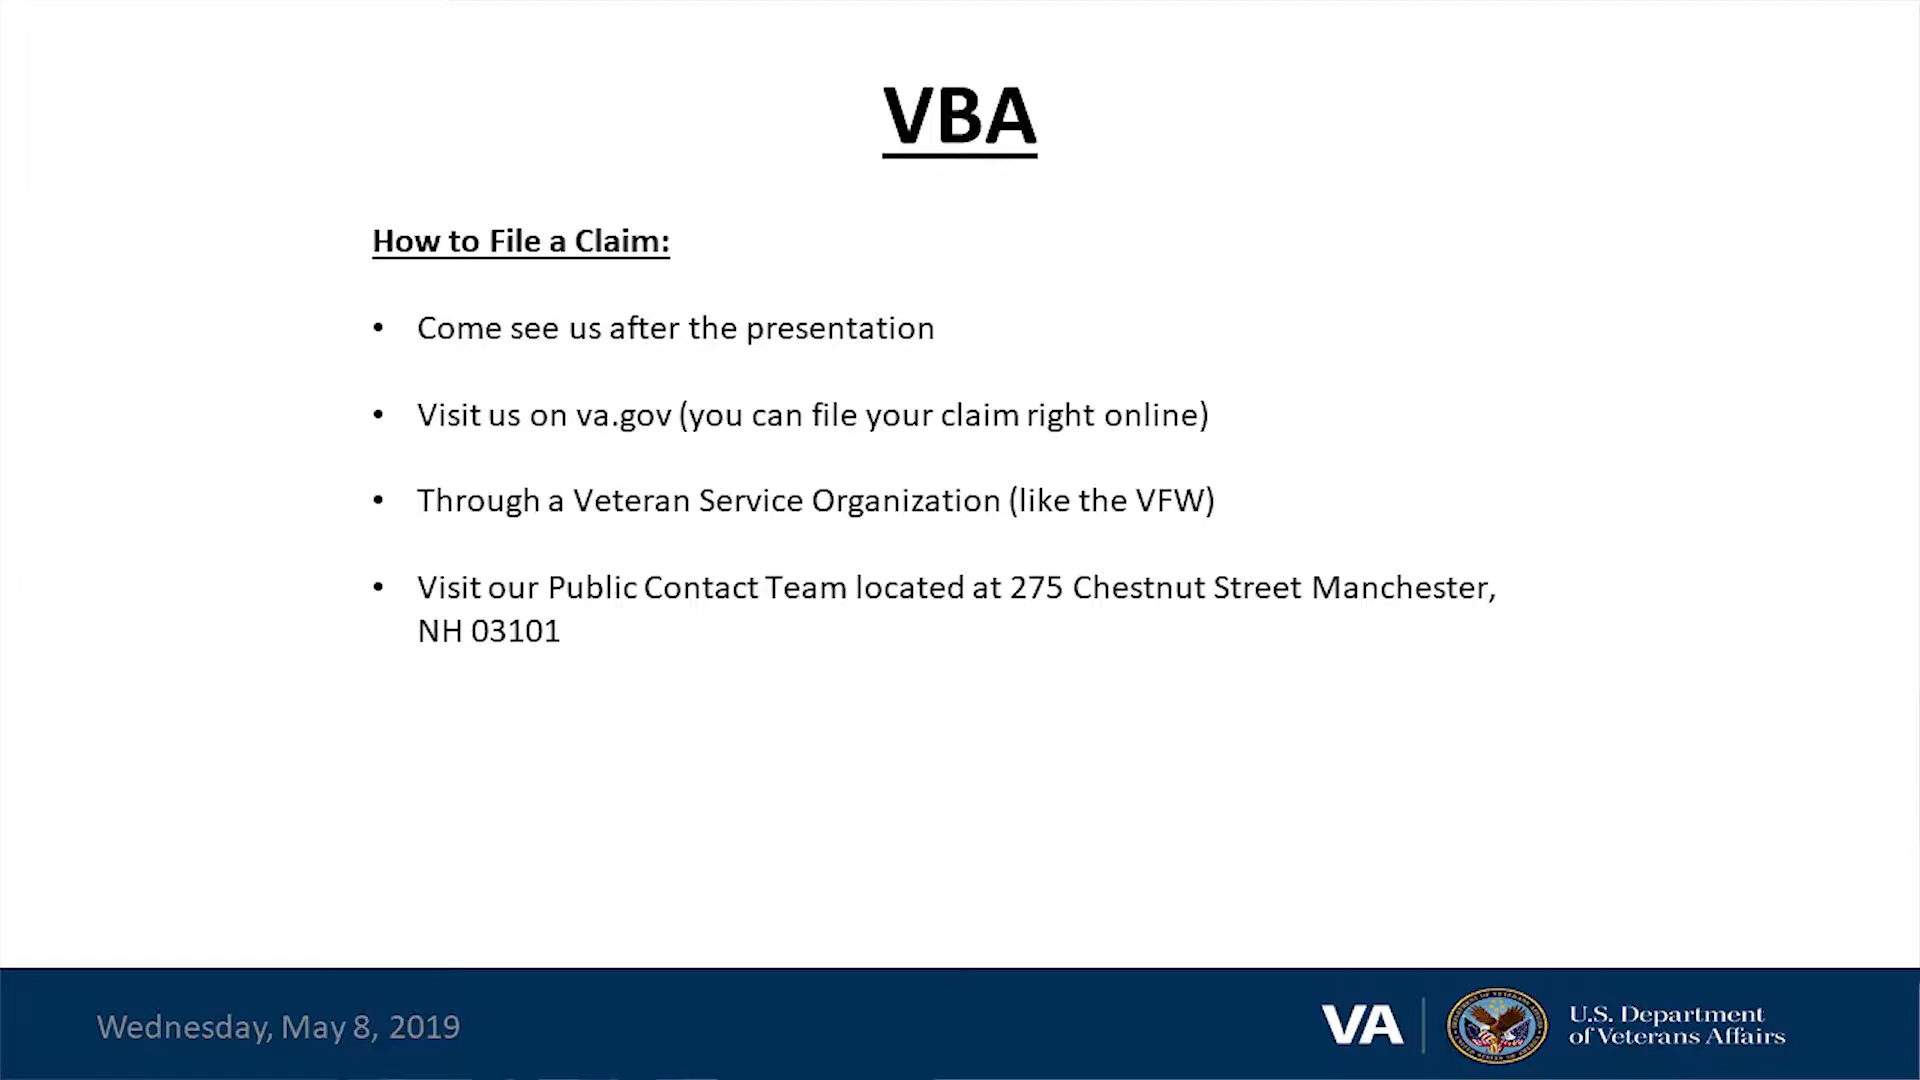 VBA
How to File a Claim:
• Come see us after the presentation
• Visit us on va.gov (you can file your claim right online)
• Through a Veteran Service Organization (like the VFW)
• Visit our Public Contact Team located at 275 Chestnut Street Manchester,
NH 03101
Wednesday, May 8, 2019
VA
U.S. Department
of Veterans Affairs